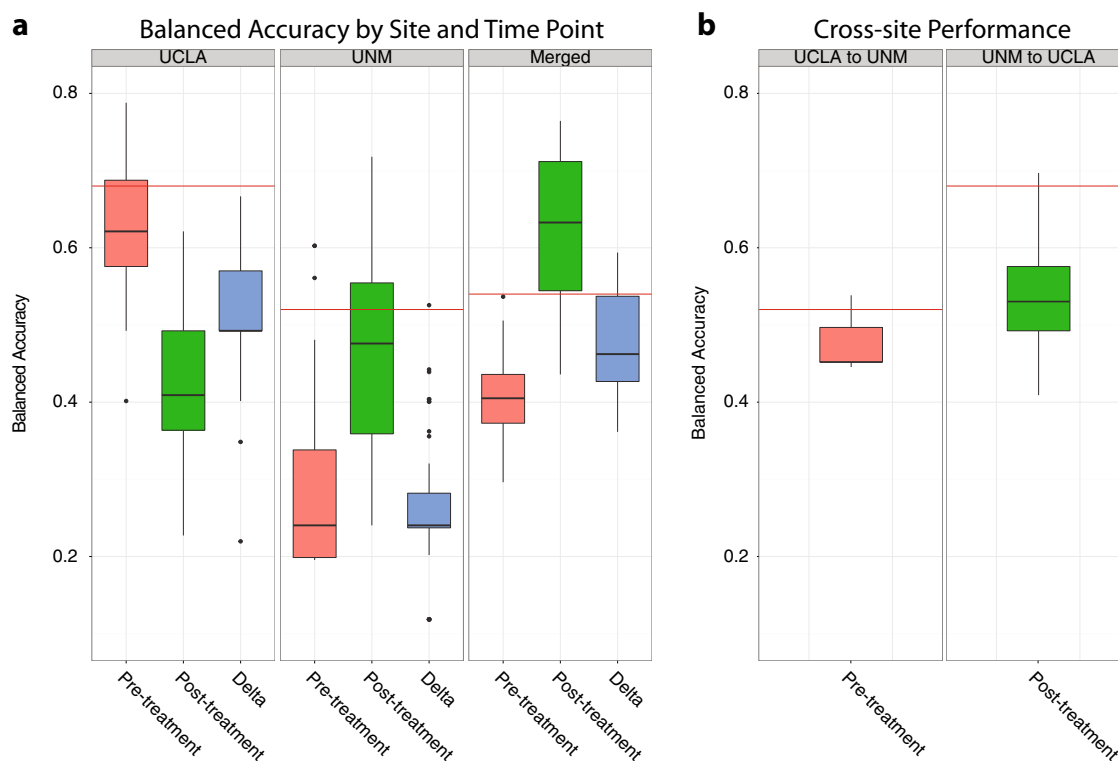 a
Balanced Accuracy by Site and Time Point
UCLA
UNM
Merged
0.8
0.6
0.4
0.2
Balanced Accuracy
Pre-treatment
Post-treatment
Delta
Pre-treatment
Post-treatment
Delta
Pre-treatment
Post-treatment
Delta
b
Cross-site Performance
UCLA to UNM
UNM to UCLA
0.8
0.6
0.4
0.2
Balanced Accuracy
Pre-treatment
Post-treatment